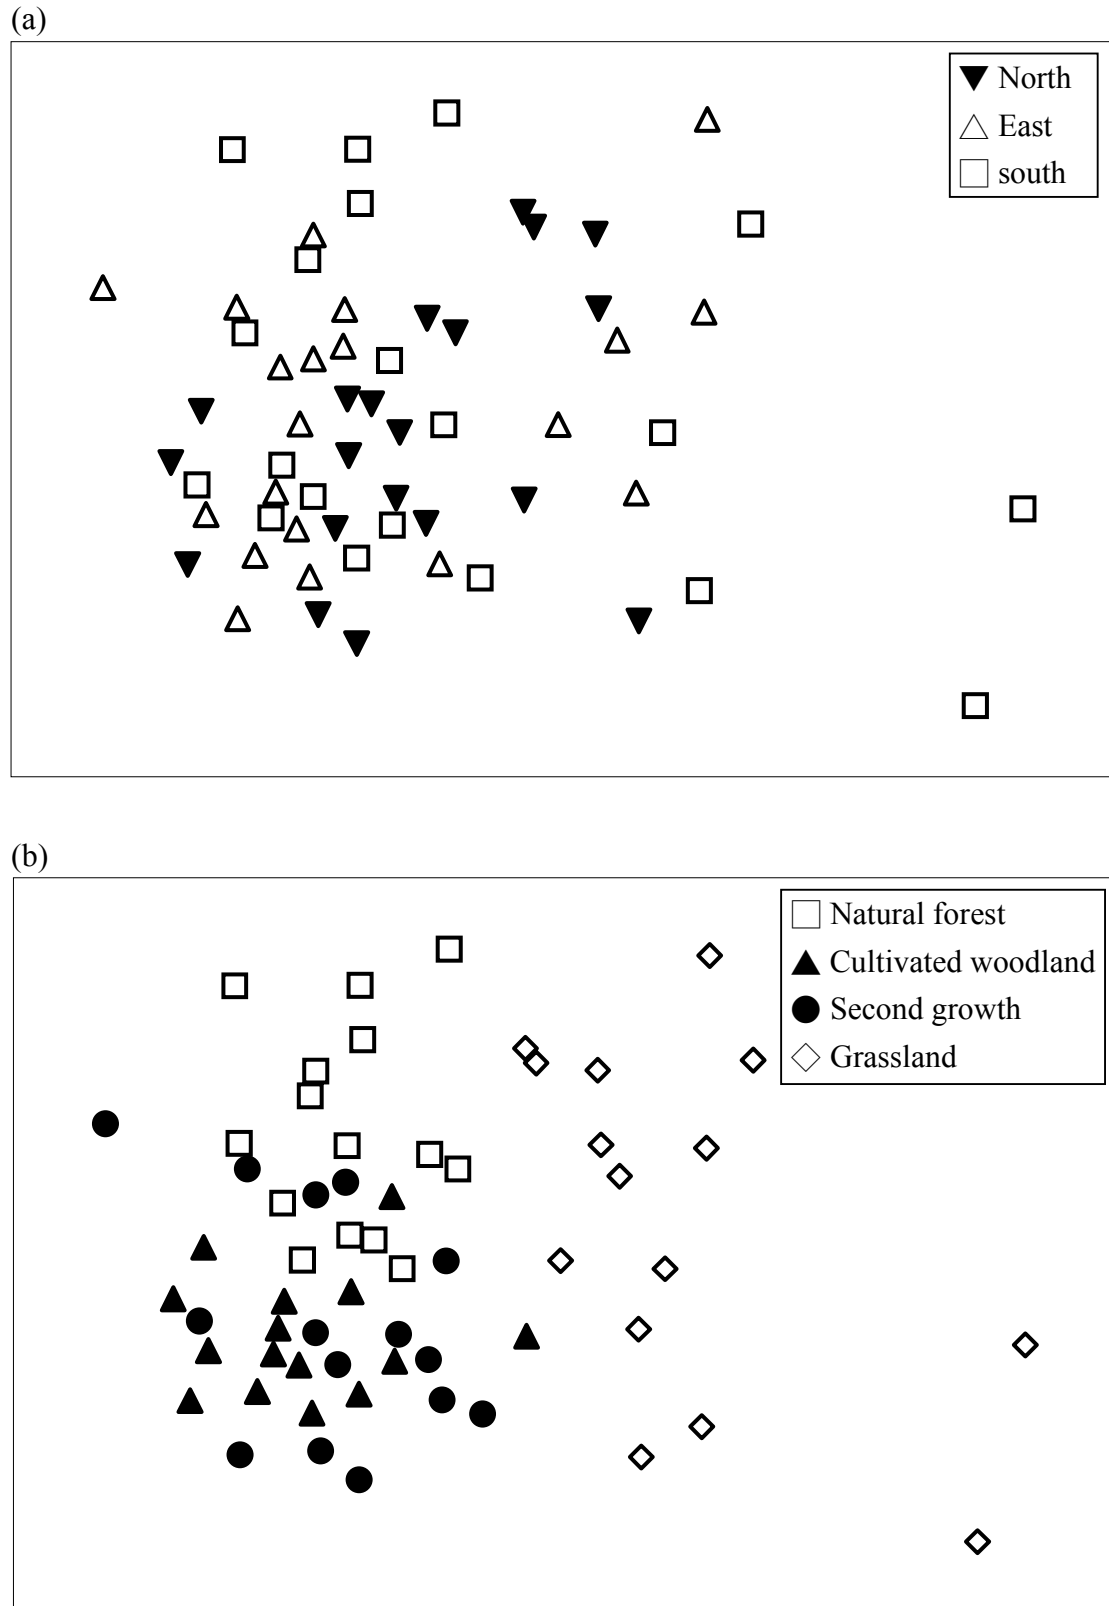 (a)
North
East
south
(b)
Natural forest
Cultivated woodland
Second growth
Grassland